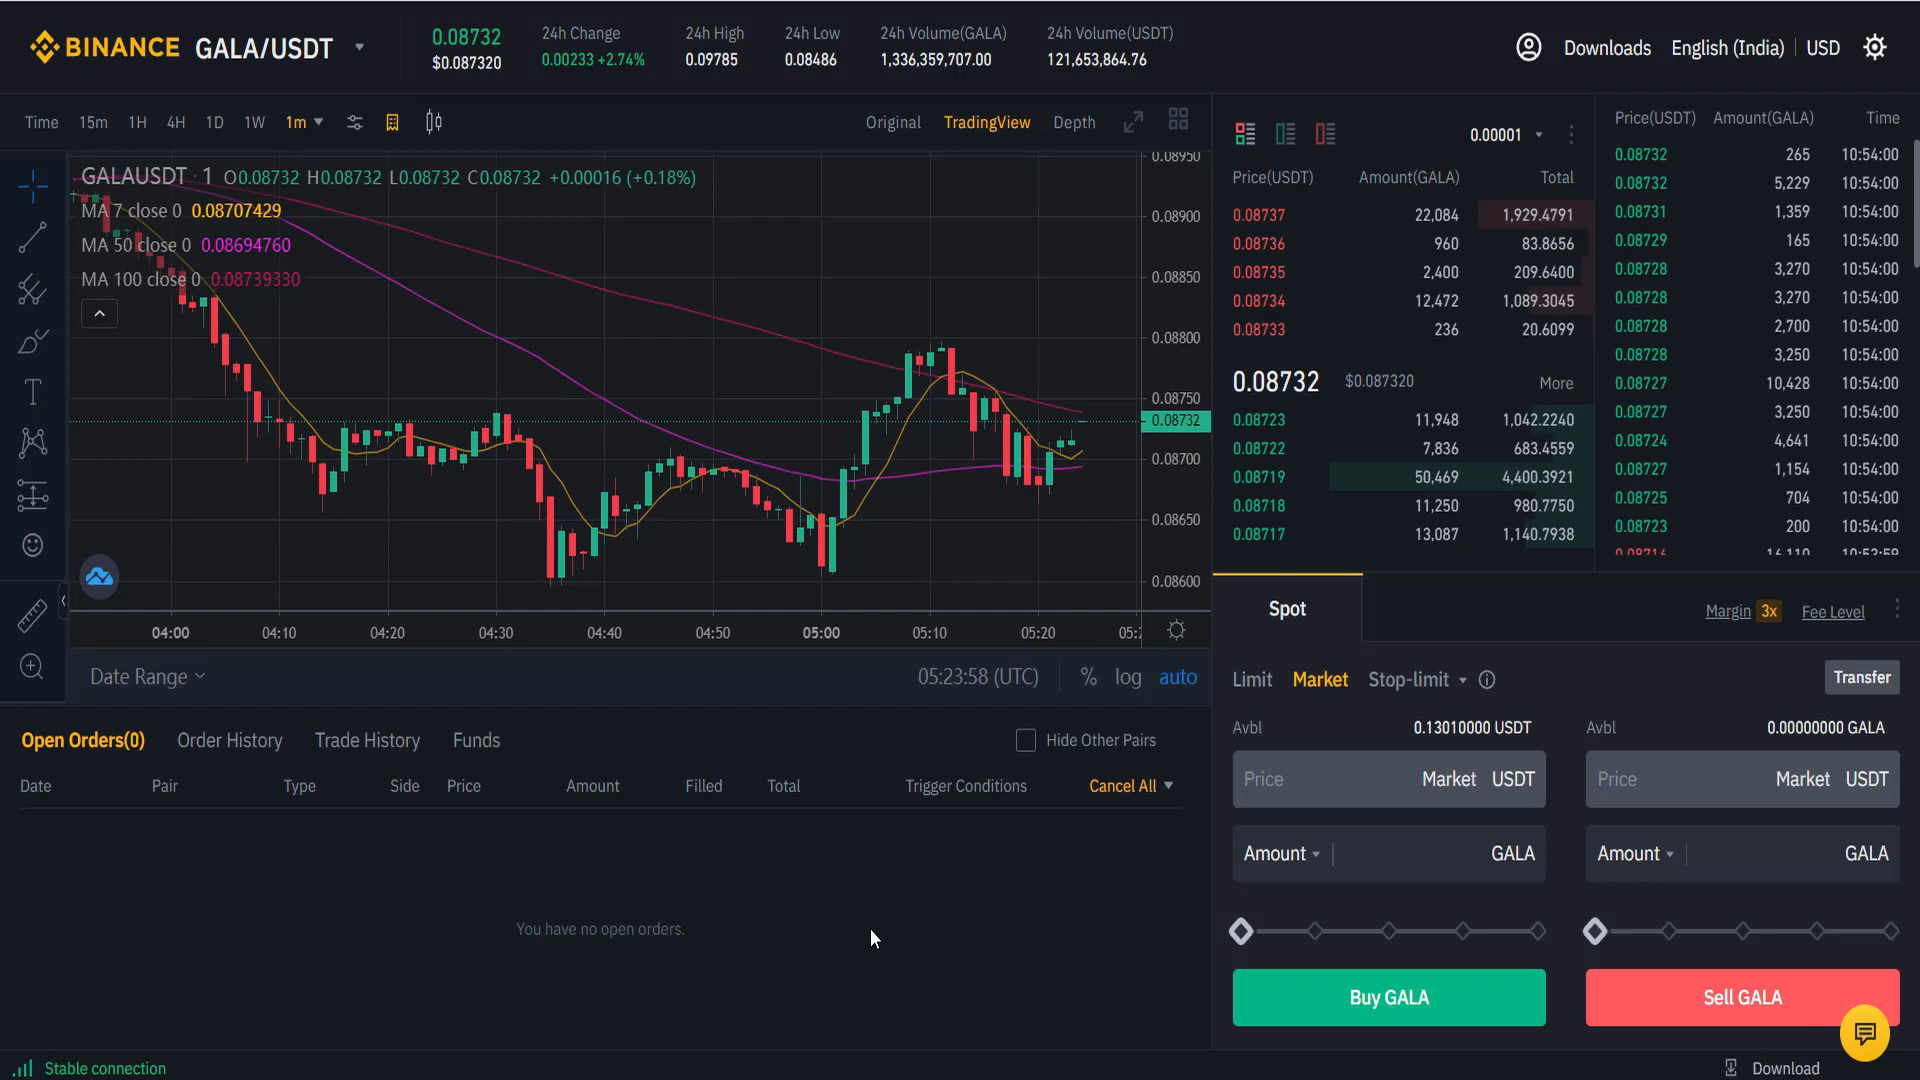 BINANCE GALA/USDT
0.08732
$0.087320
24h Change
0.00233 +2.74%
24h High
0.09785
24h Low
0.08486
24h Volume(GALA)
1,336,359,707.00
24h Volume(USDT)
121,653,864.76
Downloads English (India) USD
Time 15m 1H 4H 1D 1W 1m
Original TradingView Depth
GALAUSDT · 1 O0.08732 H0.08732 L0.08732 C0.08732 +0.00016 (+0.18%)
MA 7 close 0 0.08707429
MA 50 close 0 0.08694760
MA 100 close 0 0.08739330
0.08950
0.08900
0.08850
0.08800
0.08750
0.08732
0.08700
0.08650
0.08600
04:00 04:10 04:20 04:30 04:40 04:50 05:00 05:10 05:20
Date Range 05:23:58 (UTC) % log auto
Open Orders(0) Order History Trade History Funds Hide Other Pairs
Date Pair Type Side Price Amount Filled Total Trigger Conditions Cancel All
You have no open orders.
Stable connection
0.00001
Price(USDT) Amount(GALA) Total
0.08737 22,084 1,929.4791
0.08736 960 83.8656
0.08735 2,400 209.6400
0.08734 12,472 1,089.3045
0.08733 236 20.6099
0.08732 $0.087320 More
0.08723 11,948 1,042.2240
0.08722 7,836 683.4559
0.08719 50,469 4,400.3921
0.08718 11,250 980.7750
0.08717 13,087 1,140.7938
Price(USDT) Amount(GALA) Time
0.08732 265 10:54:00
0.08732 5,229 10:54:00
0.08731 1,359 10:54:00
0.08729 165 10:54:00
0.08728 3,270 10:54:00
0.08728 3,270 10:54:00
0.08728 2,700 10:54:00
0.08728 3,250 10:54:00
0.08727 10,428 10:54:00
0.08727 3,250 10:54:00
0.08724 4,641 10:54:00
0.08727 1,154 10:54:00
0.08725 704 10:54:00
0.08723 200 10:54:00
Spot
Margin 3x Fee Level
Limit Market Stop-limit
Transfer
Avbl 0.13010000 USDT
Price Market USDT
Amount GALA
Buy GALA
Avbl 0.00000000 GALA
Price Market USDT
Amount GALA
Sell GALA
Download